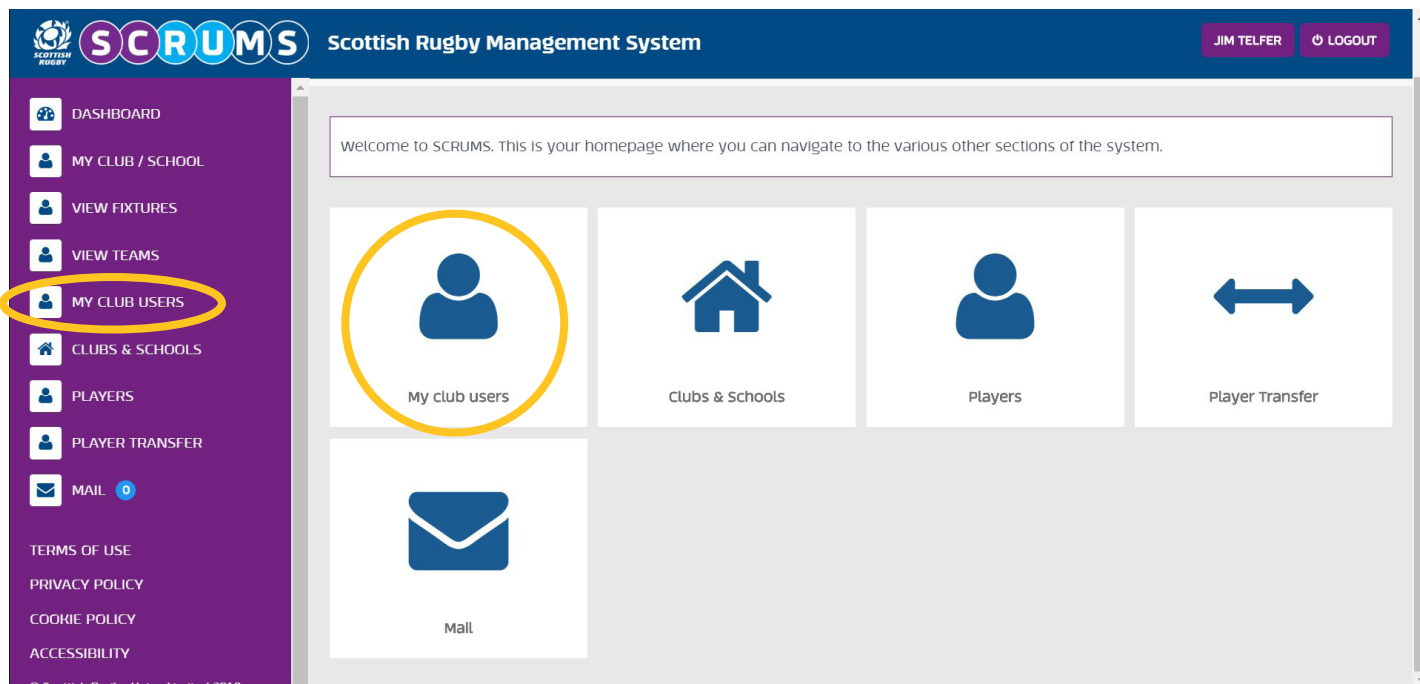 SCOTTISH
RUGBY
SCRUMS
Scottish Rugby Management System
JIM TELFER
LOGOUT
DASHBOARD
MY CLUB / SCHOOL
VIEW FIXTURES
VIEW TEAMS
MY CLUB USERS
CLUBS & SCHOOLS
PLAYERS
PLAYER TRANSFER
MAIL 0
TERMS OF USE
PRIVACY POLICY
COOKIE POLICY
ACCESSIBILITY
Welcome to SCRUMS. This is your homepage where you can navigate to the various other sections of the system.
My club users
Clubs & Schools
Players
Player Transfer
Mail